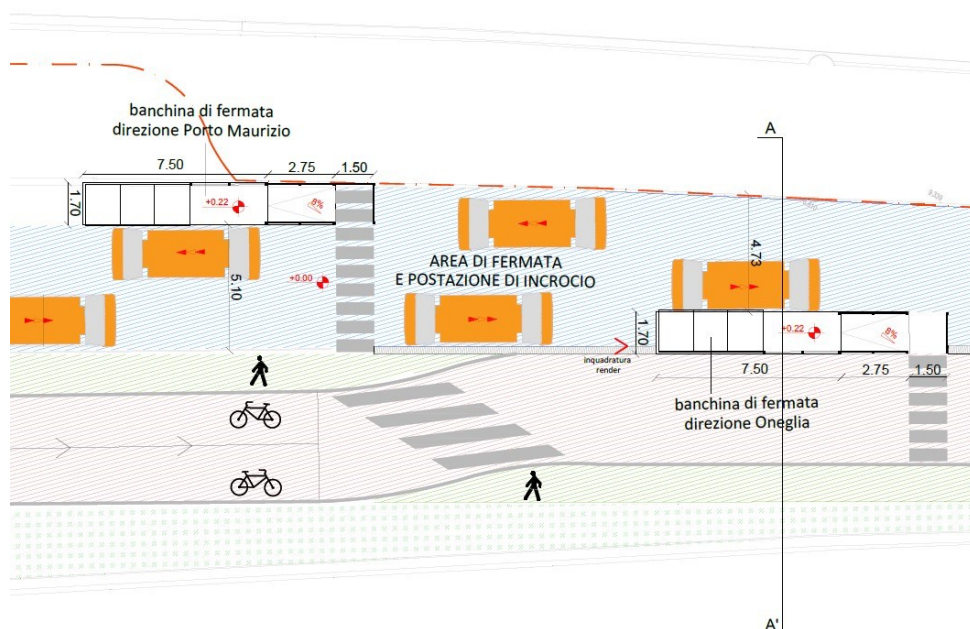 banchina di fermata
direzione Porto Maurizio
A
7.50
2.75
1.50
1.70
+0.22
8%
4.73
AREA DI FERMATA
E POSTAZIONE DI INCROCIO
+0.00
5.10
1.70
+0.22
8%
inquadratura
render
7.50
2.75
1.50
banchina di fermata
direzione Oneglia
A'